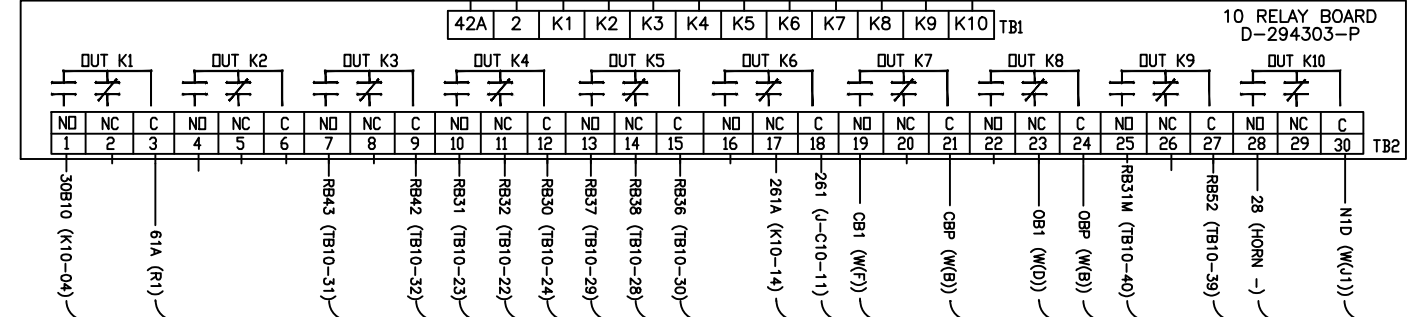 42A 2 K1 K2 K3 K4 K5 K6 K7 K8 K9 K10 TB1
10 RELAY BOARD
D-294303-P
OUT K1 OUT K2 OUT K3 OUT K4 OUT K5 OUT K6 OUT K7 OUT K8 OUT K9 OUT K10
NO NC C NO NC C NO NC C NO NC C NO NC C NO NC C NO NC C NO NC C NO NC C NO NC C
1 2 3 4 5 6 7 8 9 10 11 12 13 14 15 16 17 18 19 20 21 22 23 24 25 26 27 28 29 30 TB2
30B10 (K10-04)
61A (R1)
RB43 (TB10-31)
RB42 (TB10-32)
RB31 (TB10-23)
RB32 (TB10-22)
RB30 (TB10-24)
RB37 (TB10-29)
RB38 (TB10-28)
RB36 (TB10-30)
261A (K10-14)
261 (J-C10-11)
CB1 (W(F))
CBP (W(B))
OB1 (W(D))
OBP (W(B))
RB31M (TB10-40)
RB52 (TB10-39)
28 (HORN -)
N1D (W(J1))